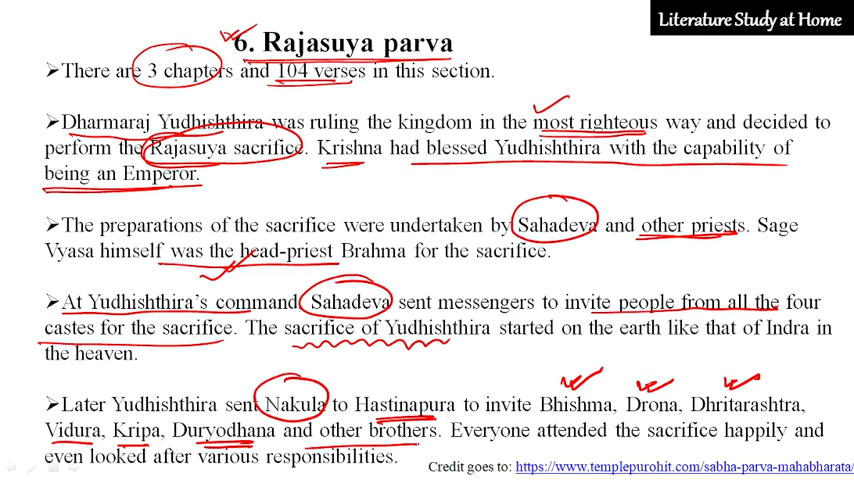 Literature Study at Home
6. Rajasuya parva
➢There are 3 chapters and 104 verses in this section.
➢Dharmaraj Yudhishthira was ruling the kingdom in the most righteous way and decided to
perform the Rajasuya sacrifice. Krishna had blessed Yudhishthira with the capability of
being an Emperor.
➢The preparations of the sacrifice were undertaken by Sahadeva and other priests. Sage
Vyasa himself was the head-priest Brahma for the sacrifice.
➢At Yudhishthira's command Sahadeva sent messengers to invite people from all the four
castes for the sacrifice. The sacrifice of Yudhishthira started on the earth like that of Indra in
the heaven.
➢Later Yudhishthira sent Nakula to Hastinapura to invite Bhishma, Drona, Dhritarashtra,
Vidura, Kripa, Duryodhana and other brothers. Everyone attended the sacrifice happily and
even looked after various responsibilities.
Credit goes to: https://www.templepurohit.com/sabha-parva-mahabharata/